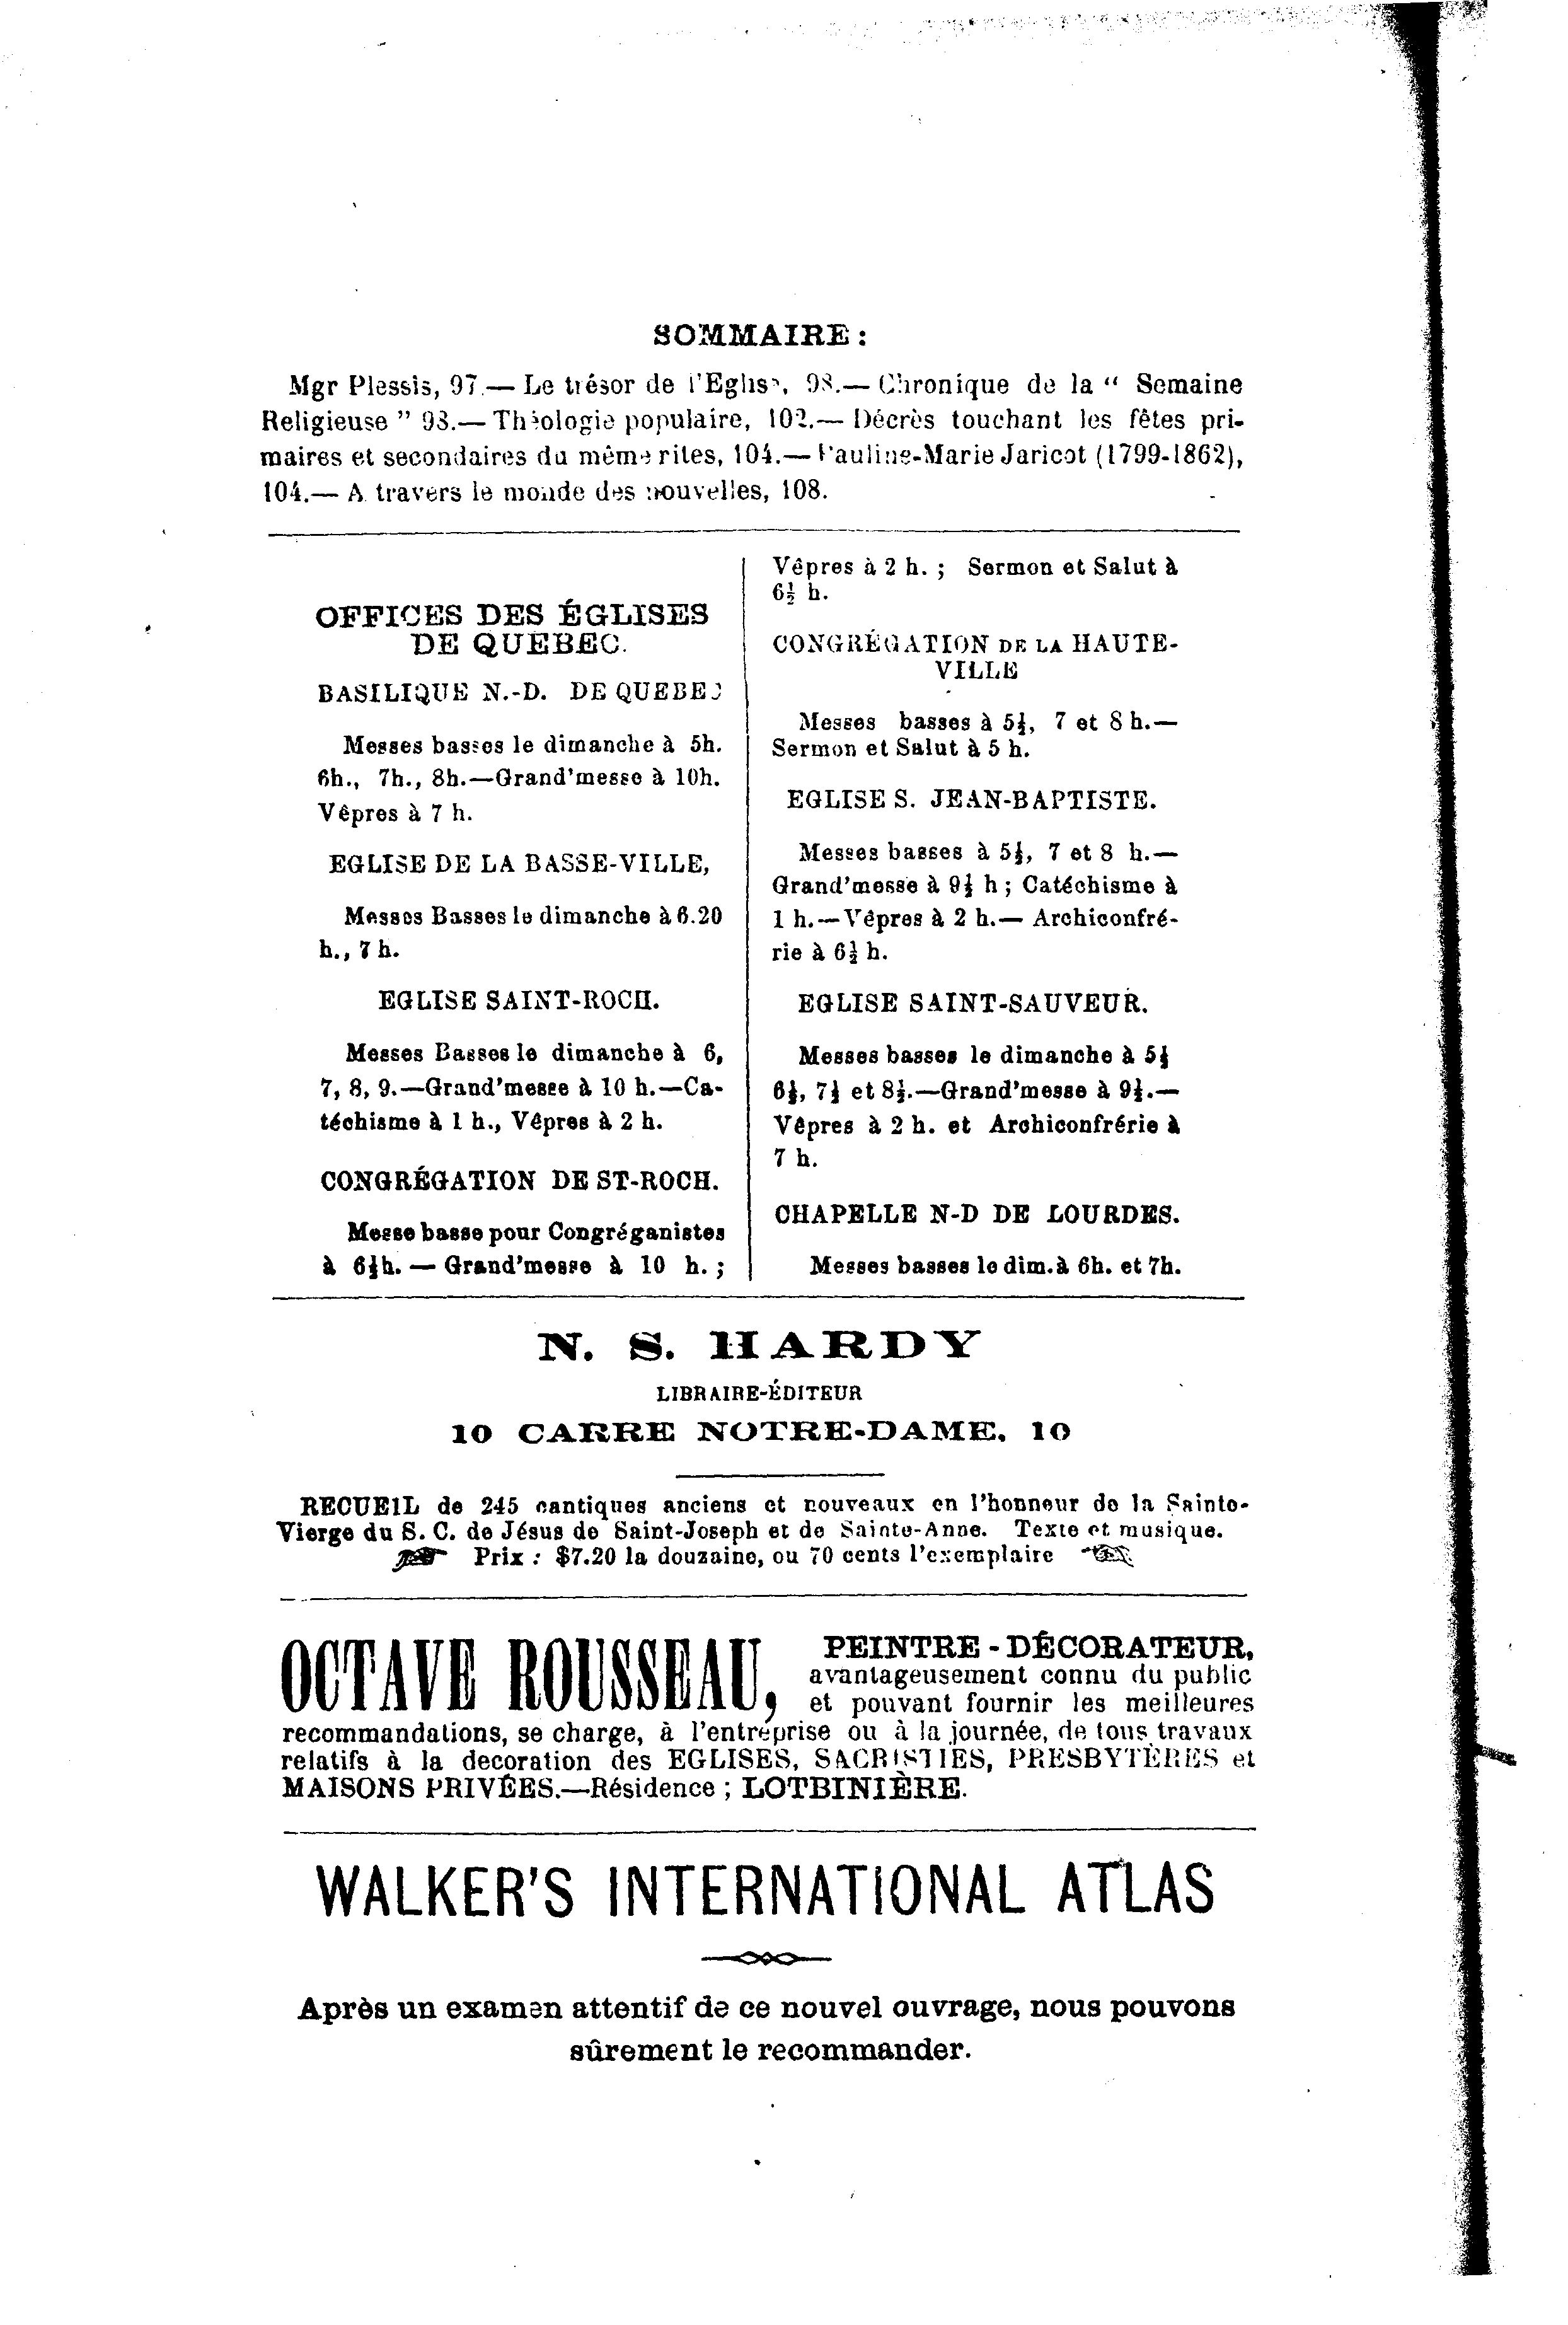 SOMMAIRE :
Mgr Plessis, 97.— Le trésor de l'Eglise, 98.— Chronique de la “ Semaine
Religieuse ” 98.— Théologie populaire, 102.— Décrès touchant les fêtes pri-
maires et secondaires du même rites, 104.— Pauline-Marie Jaricot (1799-1862),
104.— A travers le monde des nouvelles, 108.
OFFICES DES ÉGLISES
DE QUEBEC.
BASILIQUE N.-D. DE QUEBEC
Messes basses le dimanche à 5h.
6h., 7h., 8h.—Grand'messe à 10h.
Vêpres à 7 h.
EGLISE DE LA BASSE-VILLE,
Messes Basses le dimanche à 6.20
h., 7 h.
EGLISE SAINT-ROCH.
Messes Basses le dimanche à 6,
7, 8, 9.—Grand'messe à 10 h.—Ca-
téchisme à 1 h., Vêpres à 2 h.
CONGRÉGATION DE ST-ROCH.
Messe basse pour Congréganistes
à 6½h. — Grand'messe à 10 h. ;
Vêpres à 2 h. ; Sermon et Salut à
6½ h.
CONGRÉGATION DE LA HAUTE-
VILLE
Messes basses à 5½, 7 et 8 h.—
Sermon et Salut à 5 h.
EGLISE S. JEAN-BAPTISTE.
Messes basses à 5½, 7 et 8 h.—
Grand'messe à 9½ h ; Catéchisme à
1 h.—Vêpres à 2 h.— Archiconfré-
rie à 6½ h.
EGLISE SAINT-SAUVEUR.
Messes basses le dimanche à 5½
6½, 7½ et 8½.—Grand'messe à 9½.—
Vêpres à 2 h. et Archiconfrérie à
7 h.
CHAPELLE N-D DE LOURDES.
Messes basses le dim. à 6h. et 7h.
N. S. HARDY
LIBRAIRE-ÉDITEUR
10 CARRE NOTRE-DAME. 10
RECUEIL de 245 cantiques anciens et nouveaux en l'honneur de la Sainte-
Vierge du S. C. de Jésus de Saint-Joseph et de Sainte-Anne. Texte et musique.
Prix : $7.20 la douzaine, ou 70 cents l'exemplaire
OCTAVE ROUSSEAU, PEINTRE-DÉCORATEUR,
avantageusement connu du public
et pouvant fournir les meilleures
recommandations, se charge, à l'entreprise ou à la journée, de tous travaux
relatifs à la decoration des EGLISES, SACRISTIES, PRESBYTÈRES et
MAISONS PRIVÉES.—Résidence ; LOTBINIÈRE.
WALKER'S INTERNATIONAL ATLAS
Après un examen attentif de ce nouvel ouvrage, nous pouvons
sûrement le recommander.